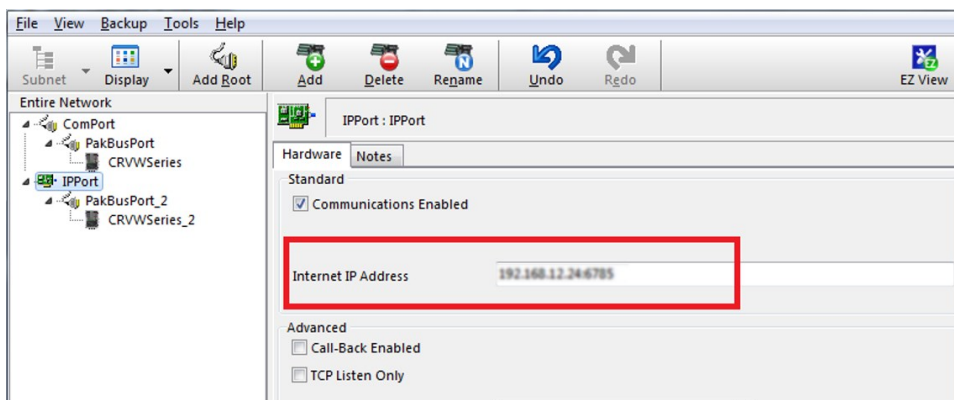 File View Backup Tools Help
Subnet Display Add Root Add Delete Rename Undo Redo EZ View
Entire Network
ComPort
PakBusPort
CRVWSeries
IPPort
PakBusPort_2
CRVWSeries_2
IPPort : IPPort
Hardware Notes
Standard
Communications Enabled
Internet IP Address 192.168.12.24:6785
Advanced
Call-Back Enabled
TCP Listen Only